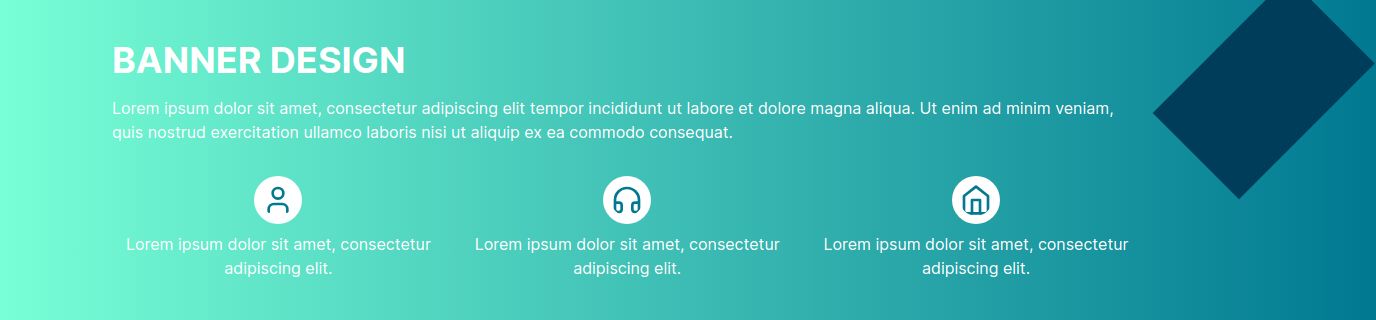 BANNER DESIGN
Lorem ipsum dolor sit amet, consectetur adipiscing elit tempor incididunt ut labore et dolore magna aliqua. Ut enim ad minim veniam,
quis nostrud exercitation ullamco laboris nisi ut aliquip ex ea commodo consequat.
Lorem ipsum dolor sit amet, consectetur
adipiscing elit.
Lorem ipsum dolor sit amet, consectetur
adipiscing elit.
Lorem ipsum dolor sit amet, consectetur
adipiscing elit.